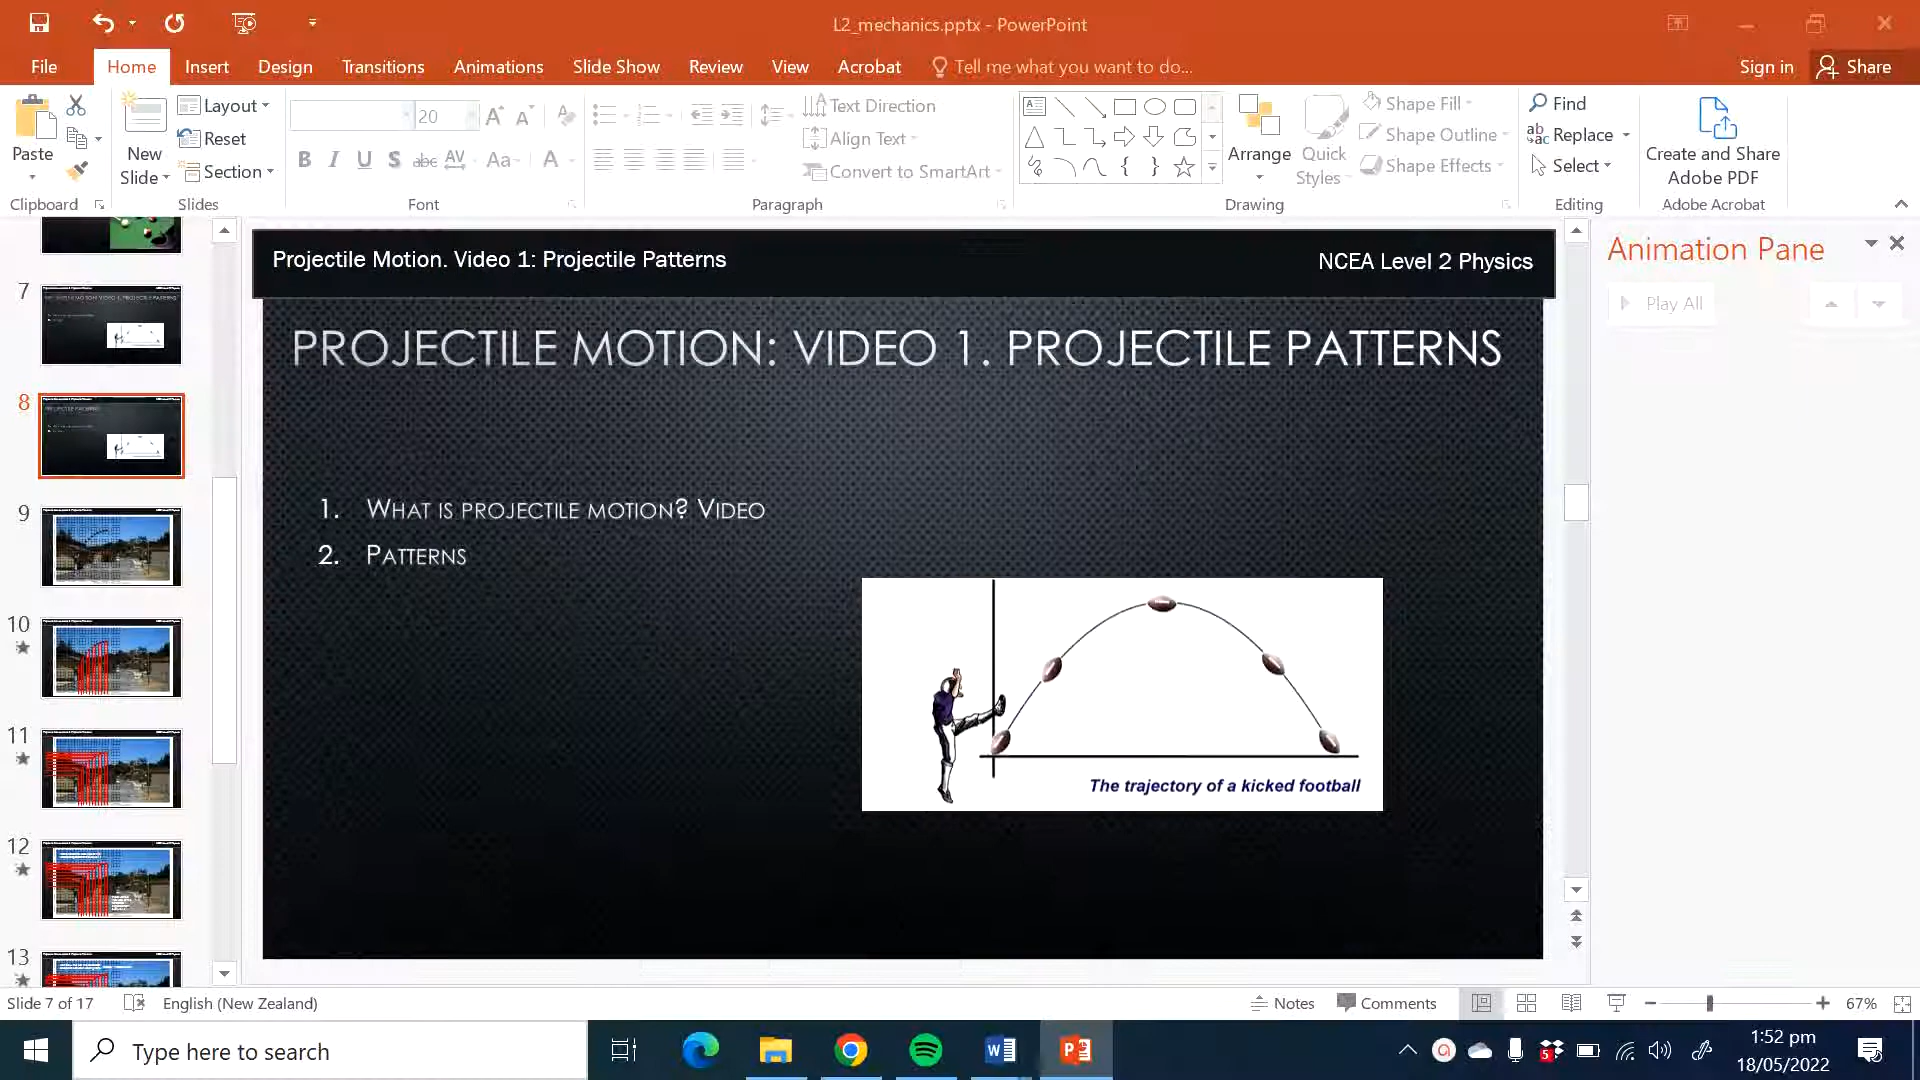 L2_mechanics.pptx - PowerPoint
File Home Insert Design Transitions Animations Slide Show Review View Acrobat Tell me what you want to do... Sign in Share
Paste
Clipboard
New Slide
Layout
Reset
Section
Slides
20
B I U S abc AV Aa A
Font
Text Direction
Align Text
Convert to SmartArt
Paragraph
Arrange
Quick Styles
Shape Fill
Shape Outline
Shape Effects
Drawing
Find
Replace
Select
Editing
Create and Share Adobe PDF
Adobe Acrobat
7
8
9
10
11
12
13
Projectile Motion. Video 1: Projectile Patterns
NCEA Level 2 Physics
PROJECTILE MOTION: VIDEO 1. PROJECTILE PATTERNS
1. WHAT IS PROJECTILE MOTION? VIDEO
2. PATTERNS
The trajectory of a kicked football
Animation Pane
Play All
Slide 7 of 17 English (New Zealand) Notes Comments 67%
Type here to search
1:52 pm
18/05/2022